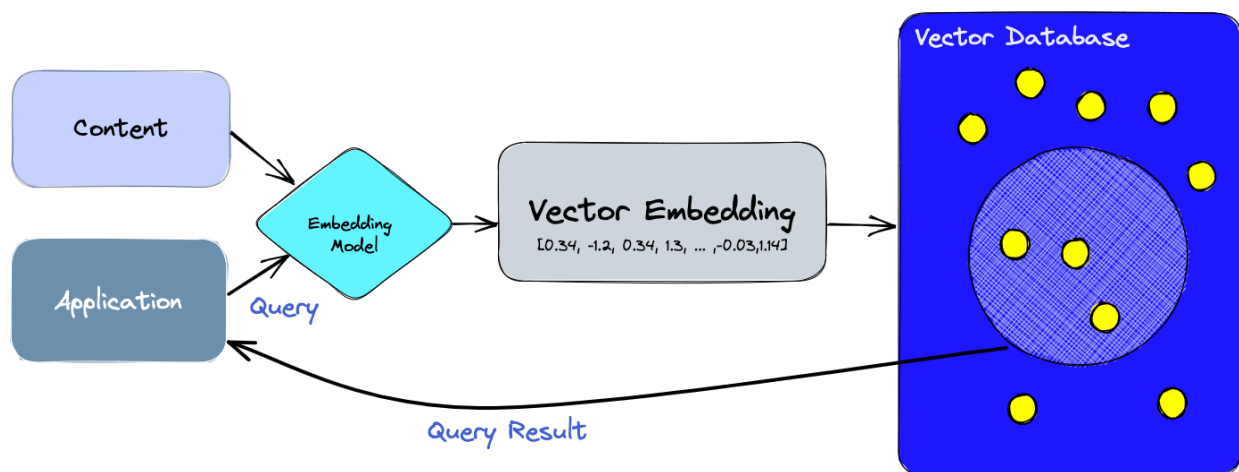 Vector Database
Content
Embedding
Model
Vector Embedding
[0.34, -1.2, 0.34, 1.3, ... ,-0.03,1.14]
Application
Query
Query Result